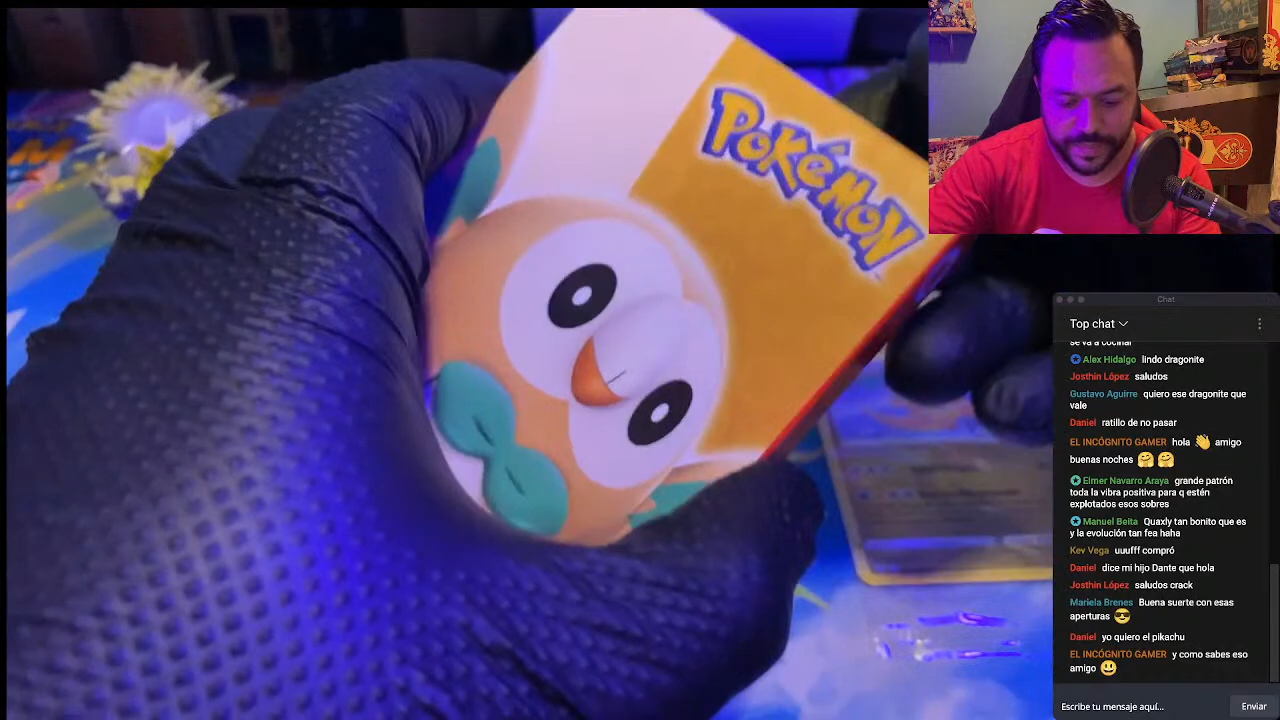 POKéMON
Chat
Top chat
se va a cocinar
Alex Hidalgo lindo dragonite
Josthin López saludos
Gustavo Aguirre quiero ese dragonite que
vale
Daniel ratillo de no pasar
EL INCÓGNITO GAMER hola 👋 amigo
buenas noches 🤗 🤗
Elmer Navarro Araya grande patrón
toda la vibra positiva para q estén
explotados esos sobres
Manuel Beita Quaxly tan bonito que es
y la evolución tan fea haha
Kev Vega uuufff compró
Daniel dice mi hijo Dante que hola
Josthin López saludos crack
Mariela Brenes Buena suerte con esas
aperturas 😎
Daniel yo quiero el pikachu
EL INCÓGNITO GAMER y como sabes eso
amigo 😃
Escribe tu mensaje aquí...
Enviar